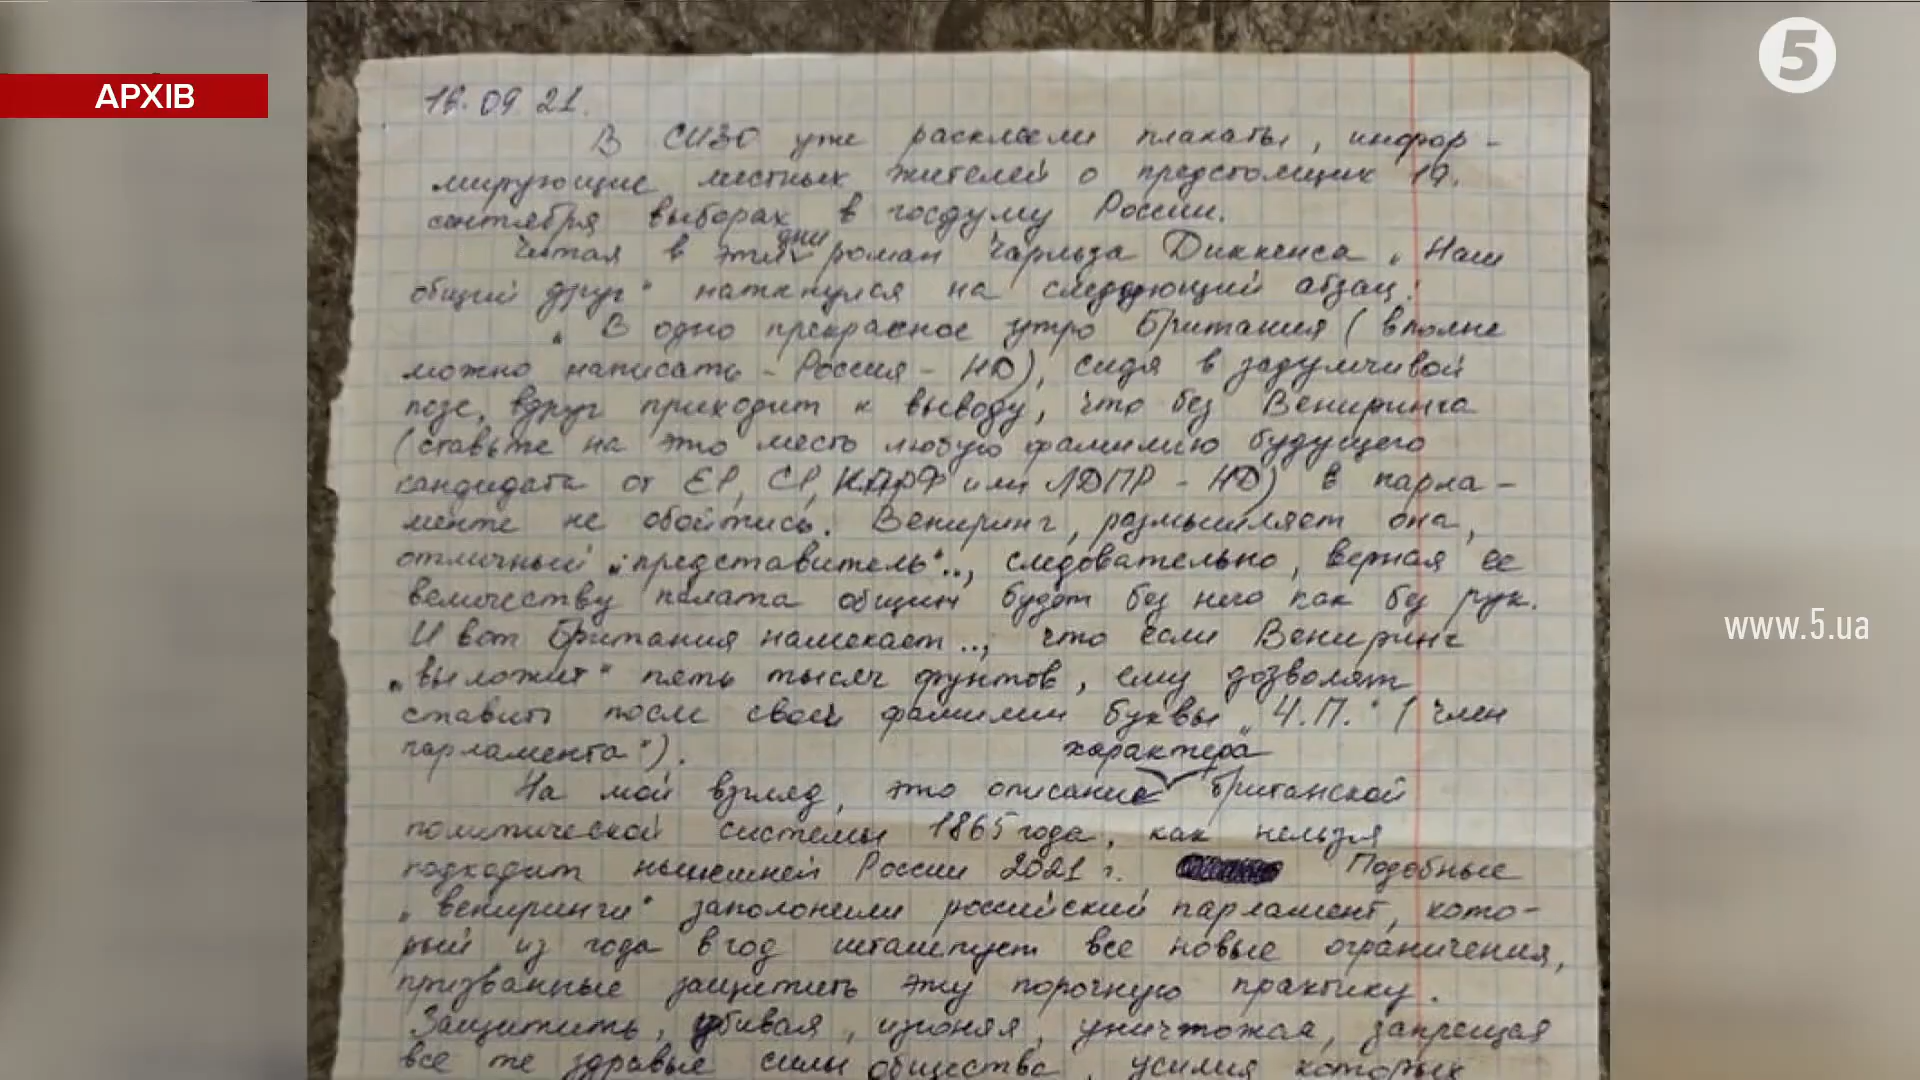 АРХІВ
5
16.09.21.
В СИЗО уже расклеели плакаты, инфор-
мирующие местных жителей о предстоящих 19.
сентября выборах в госдуму России.
дни
Читая в эти роман Чарльза Диккенса „Наш
общий друг" наткнулся на следующий абзац:
„В одно прекрасное утро Британия (вполне
можно написать - Россия - НД), сидя в задумчивой
позе, вдруг приходит к выводу, что без Вениринга
(ставьте на это место любую фамилию будущего
кандидата от ЕР, СР, КПРФ или ЛДПР - НД) в парла-
менте не обойтись. Вениринг, размышляет она,
отличный „представитель".., следовательно, верная ее
величеству палата общин будет без него как без рук.
И вот Британия намекает.., что если Вениринг
„выложит" пять тысяч фунтов, ему дозволят
ставить после своей фамилии буквы „Ч.П." (член
парламента").
характера
На мой взгляд, это описание британской
политической системы 1865 года, как нельзя
подходит нынешней России 2021 г. Подобные
„вениринги" заполонили российский парламент, кото-
рый из года в год штампует все новые ограничения,
призванные защитить эту порочную практику.
Защитить, убивая, изгоняя, уничтожая, запрещая
все те здравые силы общества, усилия которых
www.5.ua